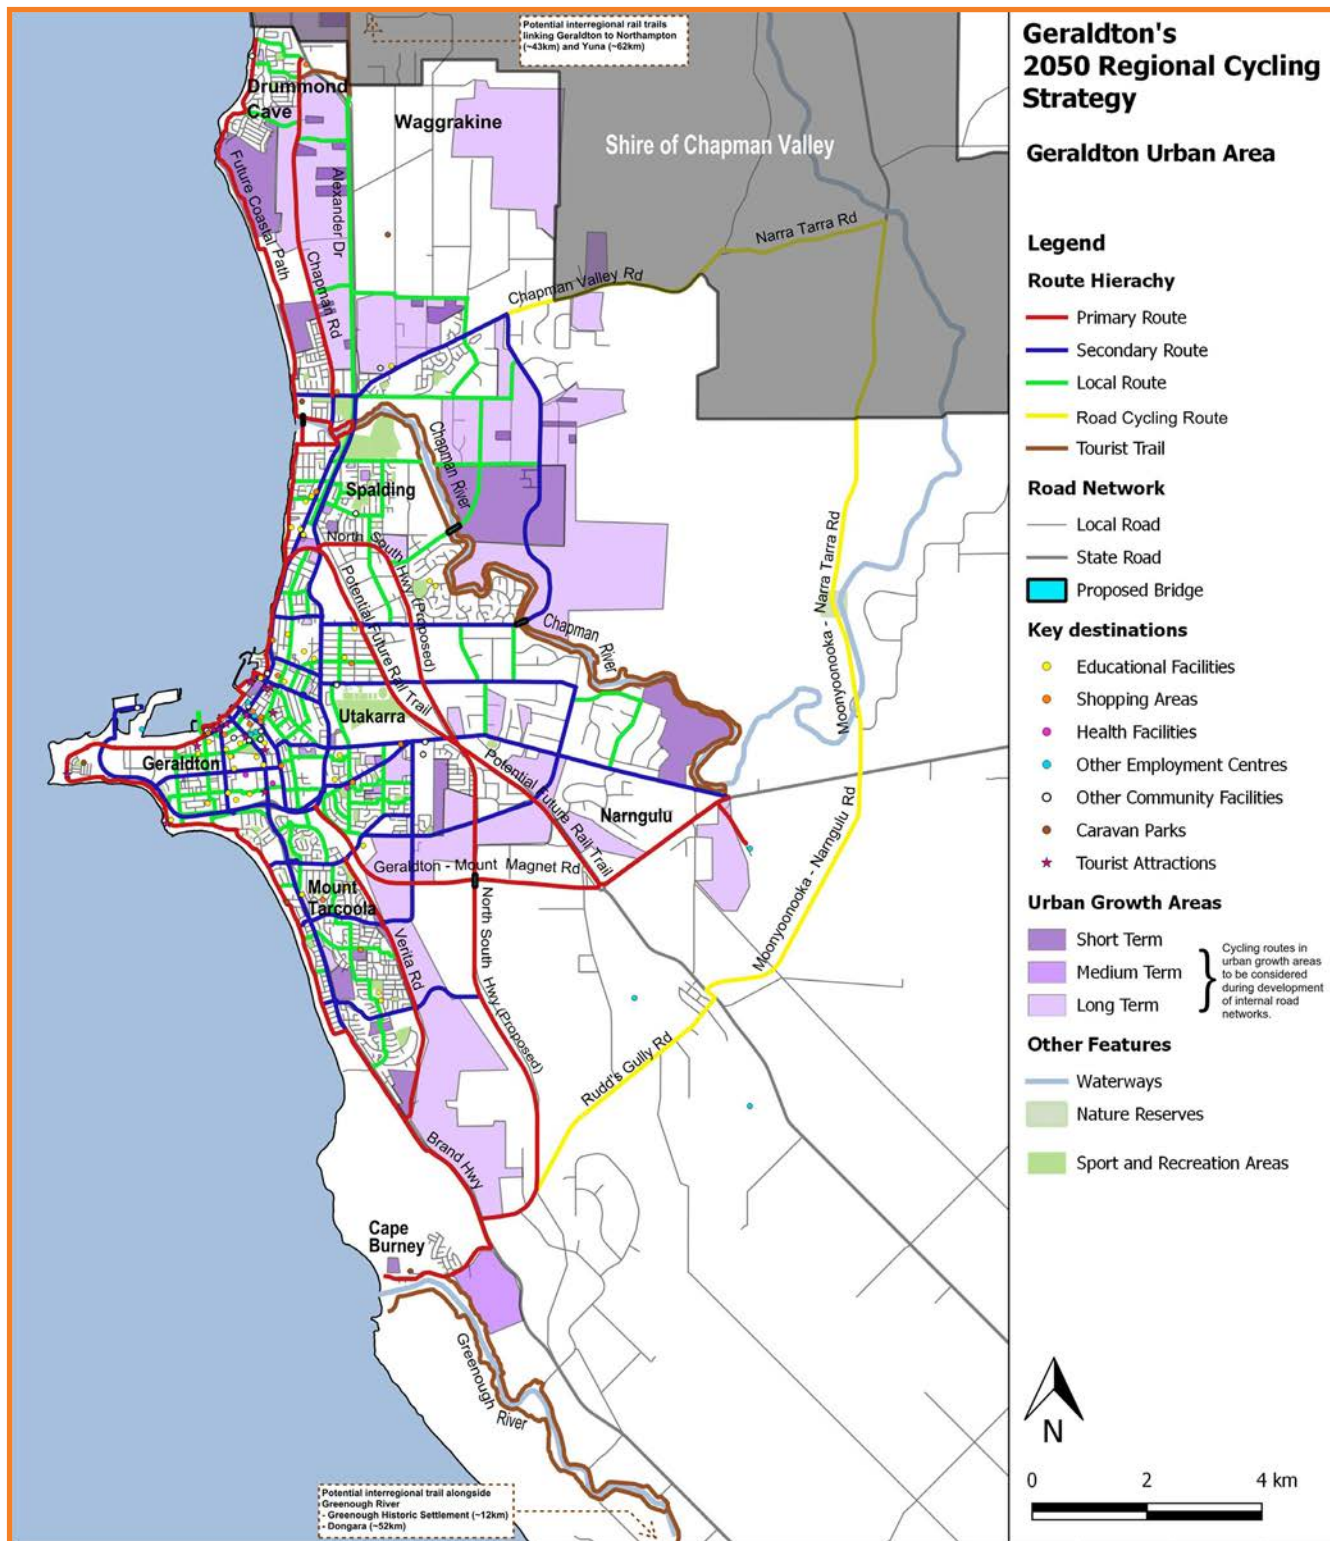 Potential interregional rail trails
linking Geraldton to Northampton
(~43km) and Yuna (~62km)
Drummond
Cave
Waggrakine
Shire of Chapman Valley
Future Coastal Path
Alexander Dr
Chapman Rd
Narra Tarra Rd
Chapman Valley Rd
Chapman River
Spalding
North South Hwy (Proposed)
Potential Future Rail Trail
Chapman River
Moonyoonooka - Narra Tarra Rd
Utakarra
Geraldton
Potential Future Rail Trail
Narngulu
Geraldton - Mount Magnet Rd
Mount
Tarcoola
Verita Rd
North South Hwy (Proposed)
Moonyoonooka - Narngulu Rd
Rudd's Gully Rd
Brand Hwy
Cape
Burney
Greenough River
Potential interregional trail alongside
Greenough River
- Greenough Historic Settlement (~12km)
- Dongara (~52km)
Geraldton's
2050 Regional Cycling
Strategy
Geraldton Urban Area
Legend
Route Hierachy
Primary Route
Secondary Route
Local Route
Road Cycling Route
Tourist Trail
Road Network
Local Road
State Road
Proposed Bridge
Key destinations
Educational Facilities
Shopping Areas
Health Facilities
Other Employment Centres
Other Community Facilities
Caravan Parks
Tourist Attractions
Urban Growth Areas
Short Term
Medium Term
Long Term
Cycling routes in
urban growth areas
to be considered
during development
of internal road
networks.
Other Features
Waterways
Nature Reserves
Sport and Recreation Areas
N
0 2 4 km